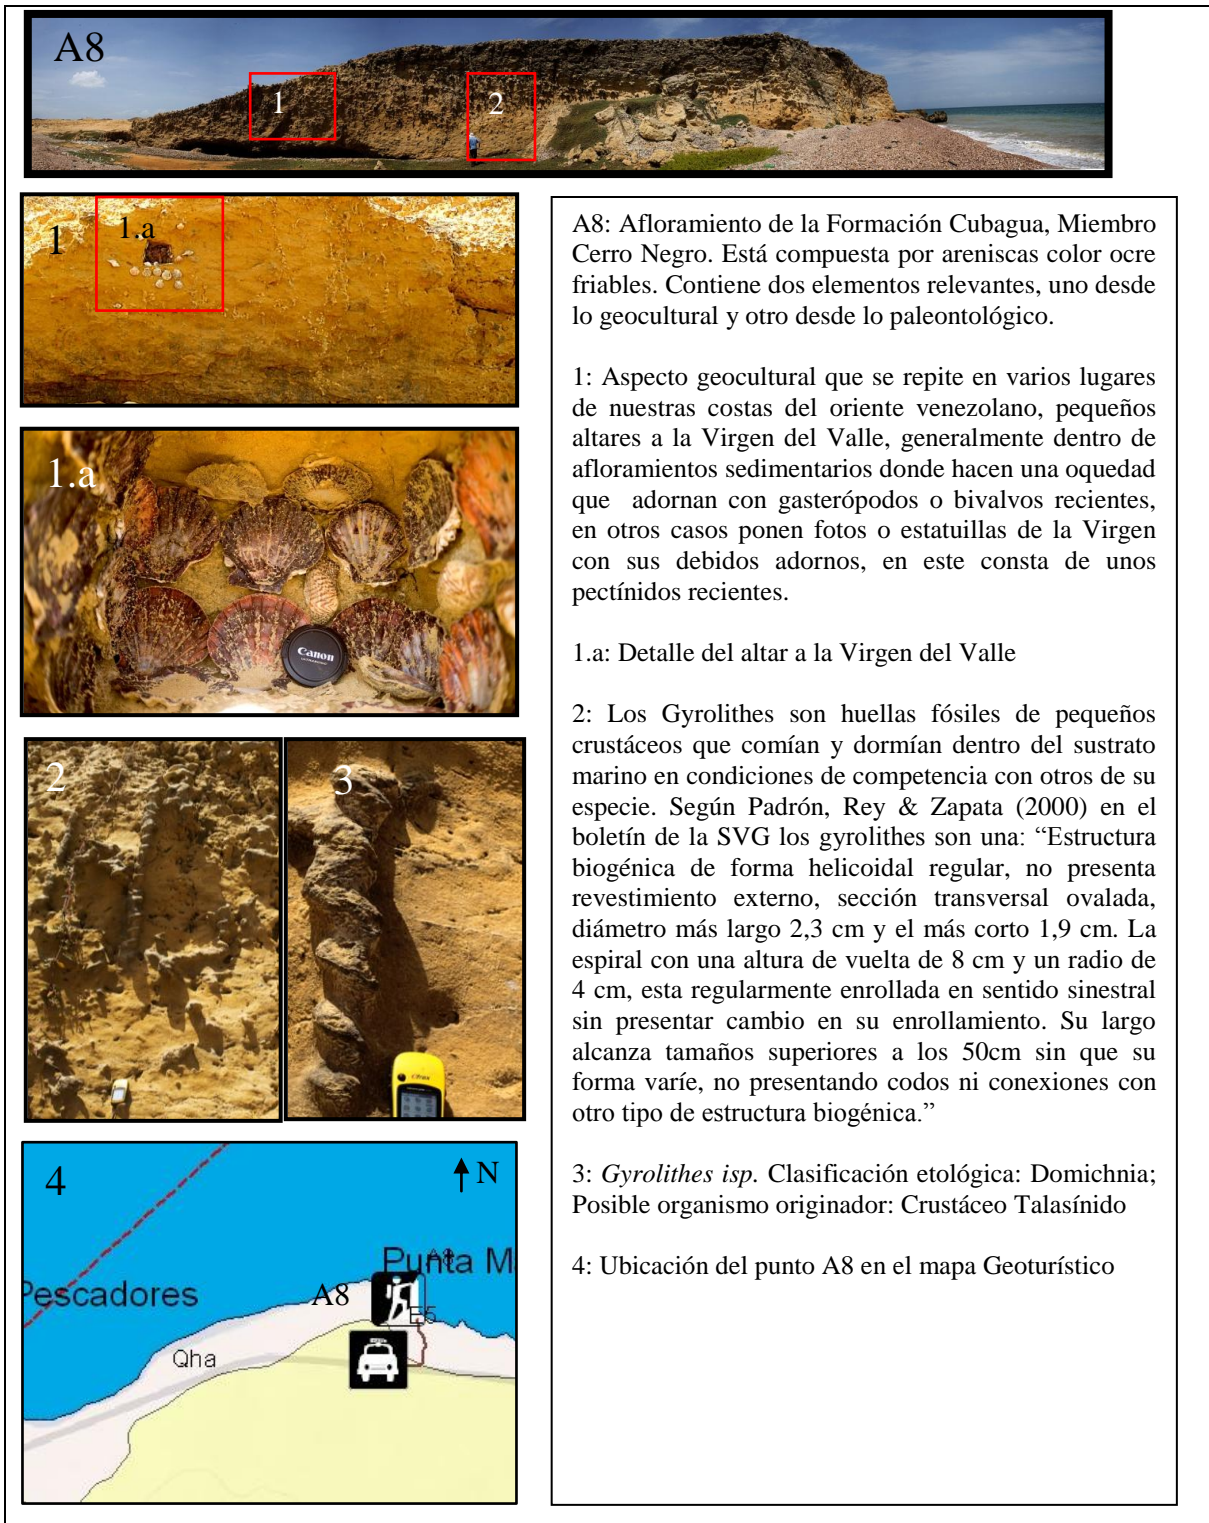 A8
1
2
1
1.a
1.a
Canon
2
3
4
N
Punta M
A8
Pescadores
A8
E5
Qha
A8: Afloramiento de la Formación Cubagua, Miembro
Cerro Negro. Está compuesta por areniscas color ocre
friables. Contiene dos elementos relevantes, uno desde
lo geocultural y otro desde lo paleontológico.
1: Aspecto geocultural que se repite en varios lugares
de nuestras costas del oriente venezolano, pequeños
altares a la Virgen del Valle, generalmente dentro de
afloramientos sedimentarios donde hacen una oquedad
que adornan con gasterópodos o bivalvos recientes,
en otros casos ponen fotos o estatuillas de la Virgen
con sus debidos adornos, en este consta de unos
pectínidos recientes.
1.a: Detalle del altar a la Virgen del Valle
2: Los Gyrolithes son huellas fósiles de pequeños
crustáceos que comían y dormían dentro del sustrato
marino en condiciones de competencia con otros de su
especie. Según Padrón, Rey & Zapata (2000) en el
boletín de la SVG los gyrolithes son una: “Estructura
biogénica de forma helicoidal regular, no presenta
revestimiento externo, sección transversal ovalada,
diámetro más largo 2,3 cm y el más corto 1,9 cm. La
espiral con una altura de vuelta de 8 cm y un radio de
4 cm, esta regularmente enrollada en sentido sinestral
sin presentar cambio en su enrollamiento. Su largo
alcanza tamaños superiores a los 50cm sin que su
forma varíe, no presentando codos ni conexiones con
otro tipo de estructura biogénica.”
3: Gyrolithes isp. Clasificación etológica: Domichnia;
Posible organismo originador: Crustáceo Talasínido
4: Ubicación del punto A8 en el mapa Geoturístico